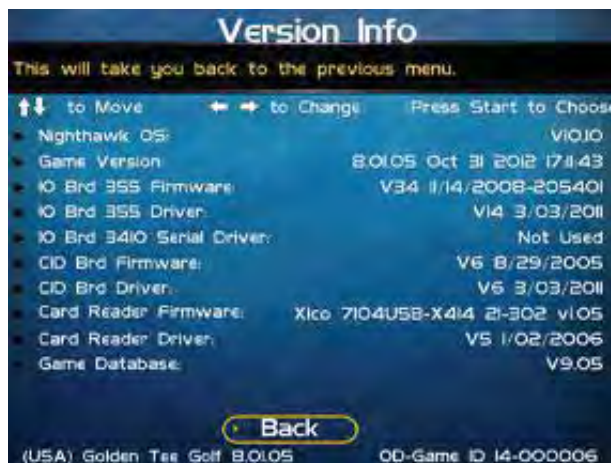 Version Info
This will take you back to the previous menu.
to Move to Change Press Start to Choose
Nighthawk OS: V10.10
Game Version: 8.01.05 Oct 31 2012 17:11:43
IO Brd 355 Firmware: V34 11/14/2008-205401
IO Brd 355 Driver: V14 3/03/2011
IO Brd 3410 Serial Driver: Not Used
CID Brd Firmware: V6 8/29/2005
CID Brd Driver: V6 3/03/2011
Card Reader Firmware: Xico 7104USB-X414 21-302 v1.05
Card Reader Driver: V5 1/02/2006
Game Database: V9.05
Back
(USA) Golden Tee Golf 8.01.05 OD-Game ID 14-000006